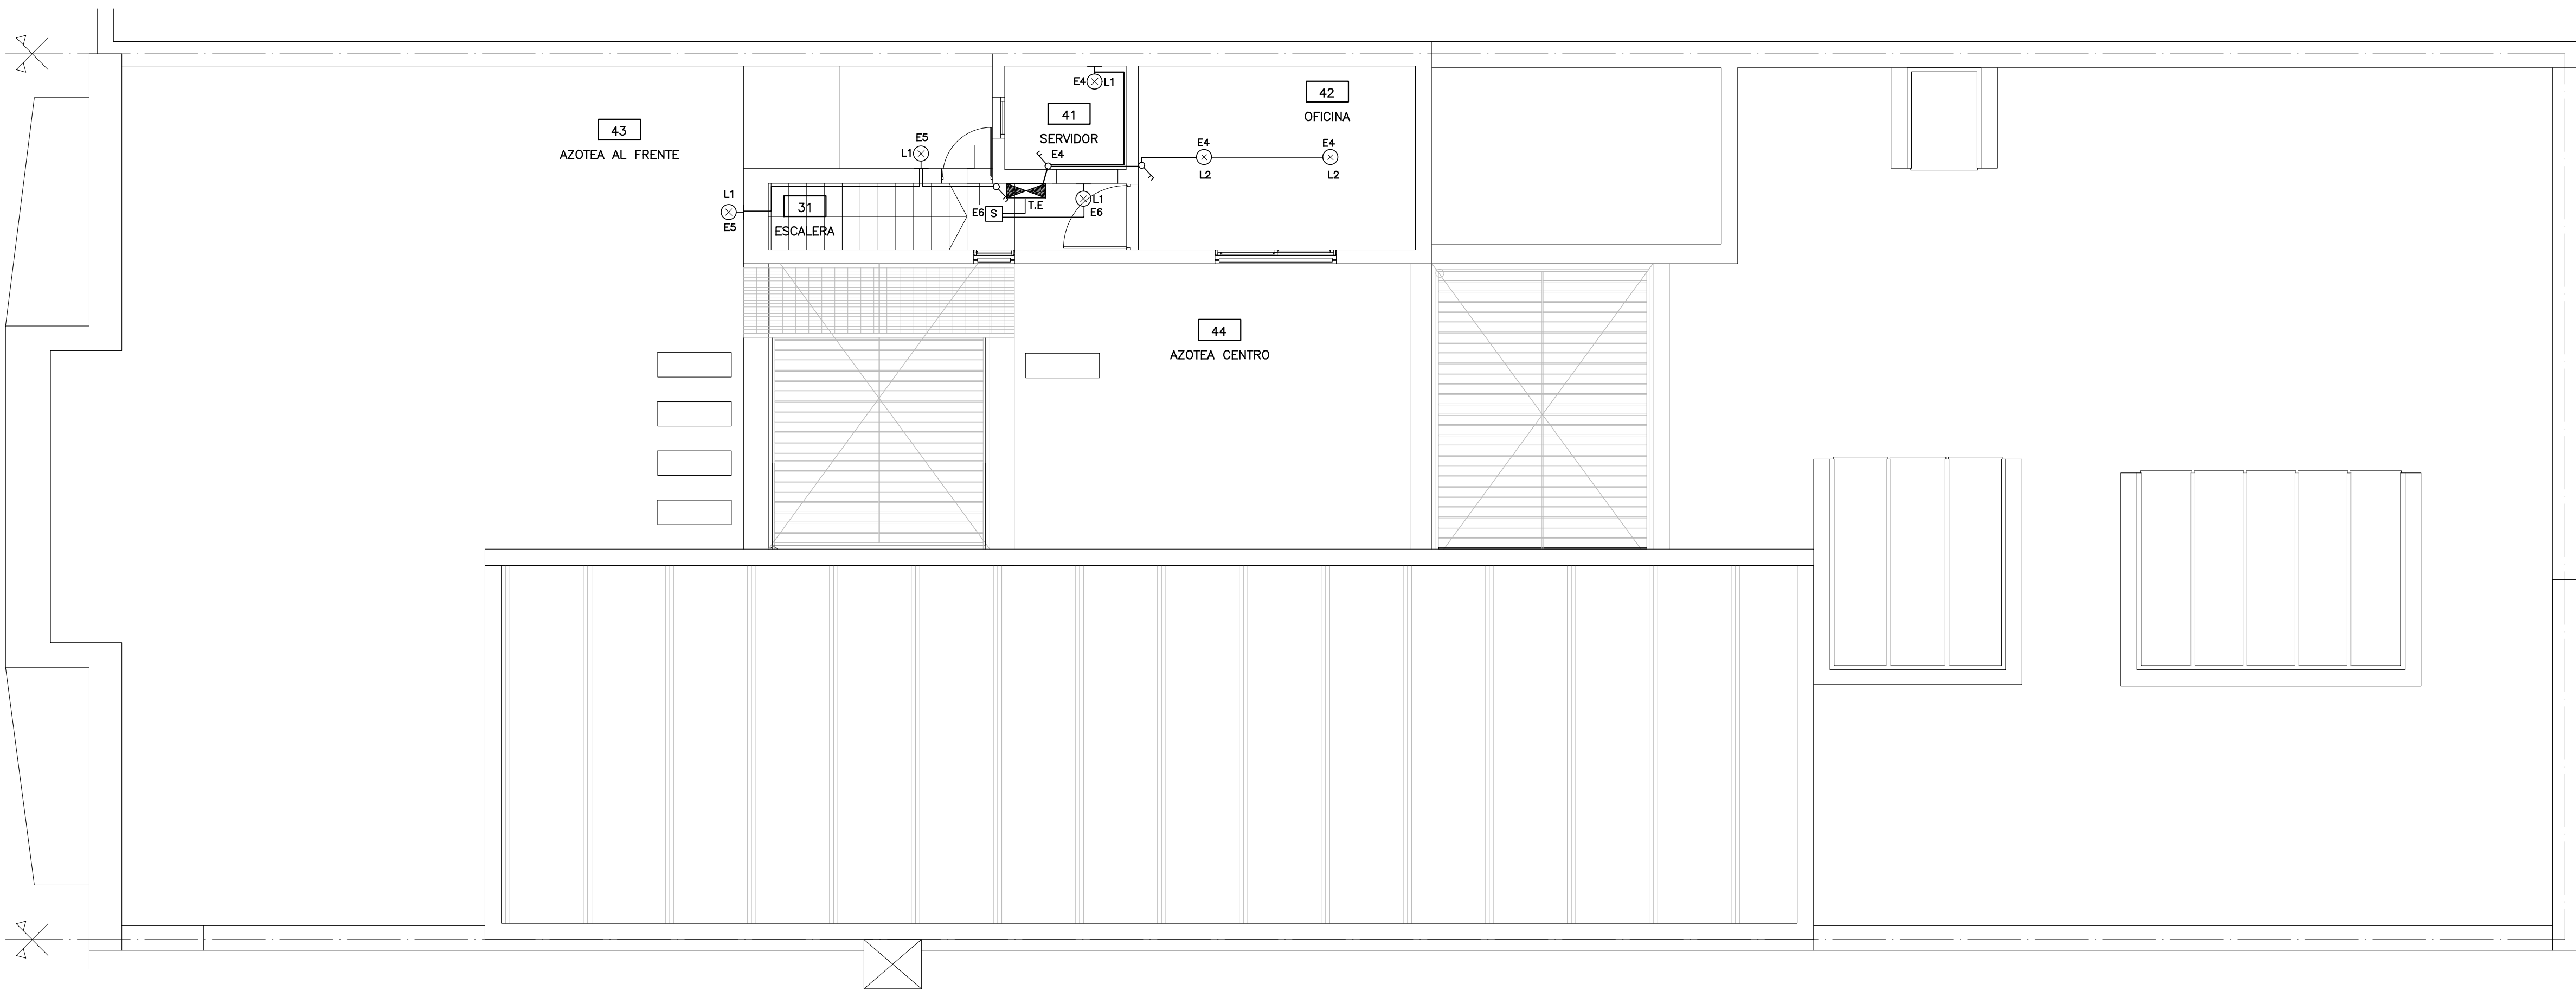 E4 L1
42
41
OFICINA
43
SERVIDOR
E5
E4
E4
AZOTEA AL FRENTE
L1
E4
L2
L2
L1
31
T.E
L1
E6
S
E6
E5
ESCALERA
44
AZOTEA CENTRO